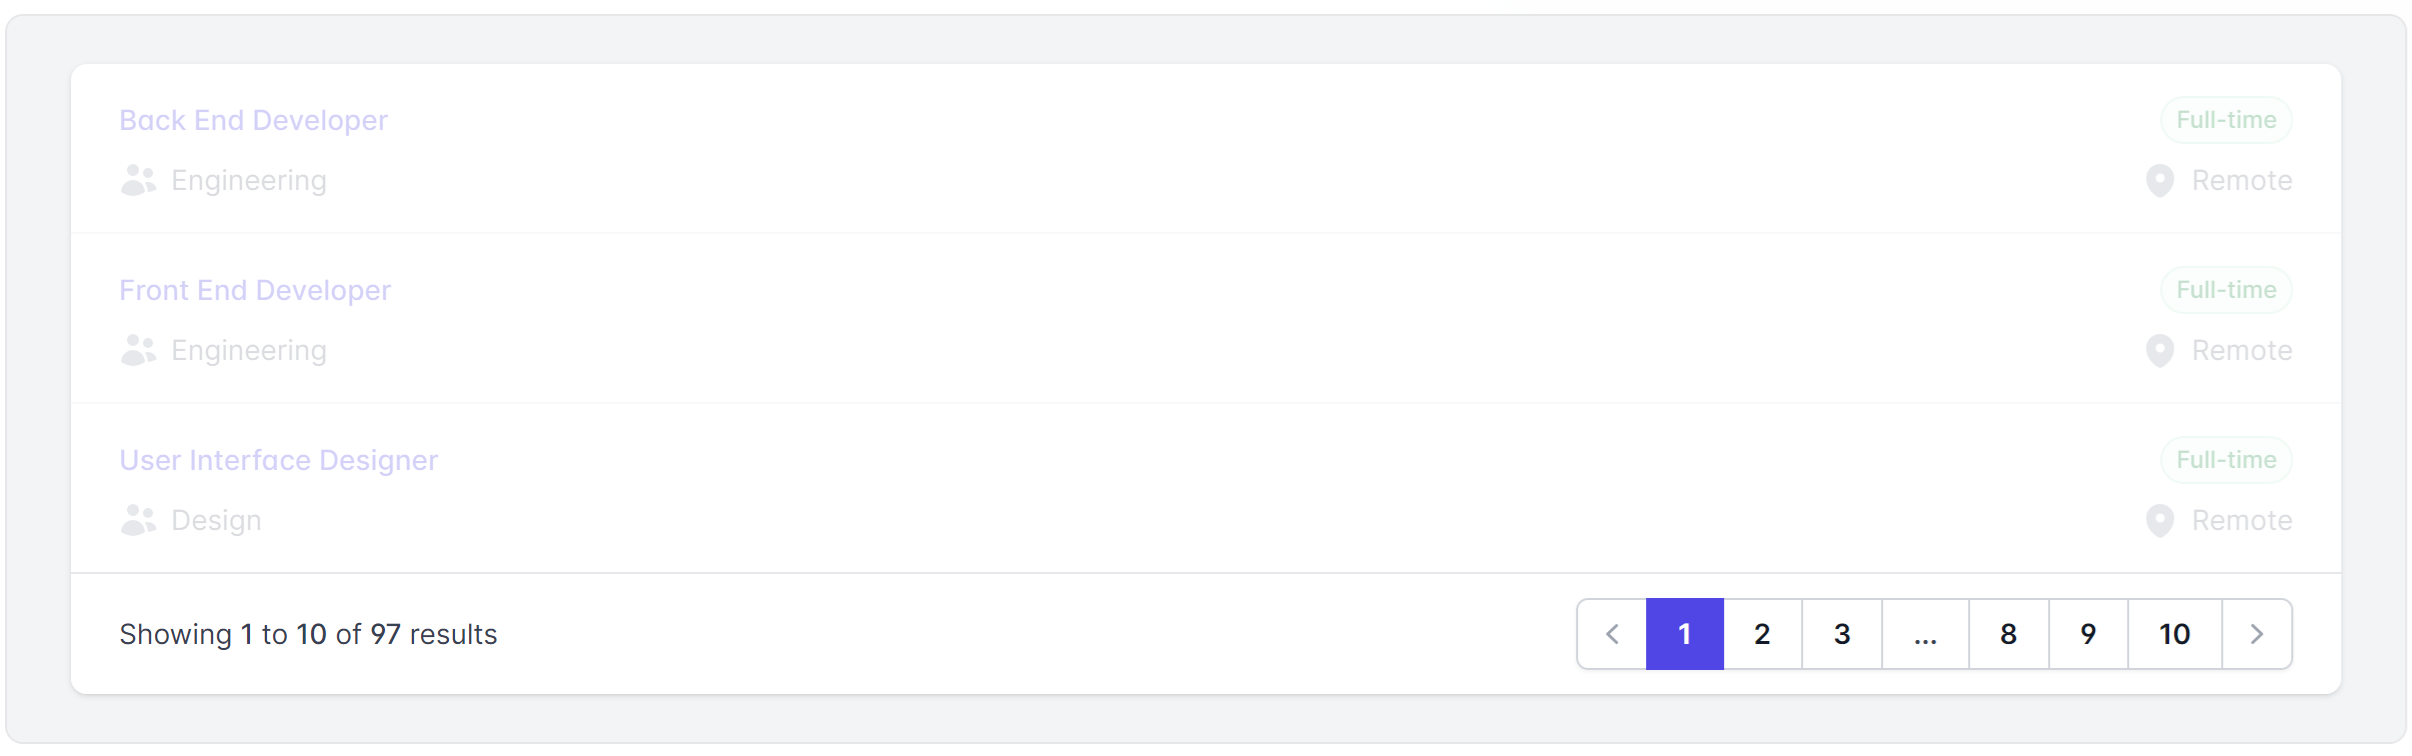 Back End Developer
Full-time
Engineering
Remote
Front End Developer
Full-time
Engineering
Remote
User Interface Designer
Full-time
Design
Remote
Showing 1 to 10 of 97 results
1 2 3 ... 8 9 10